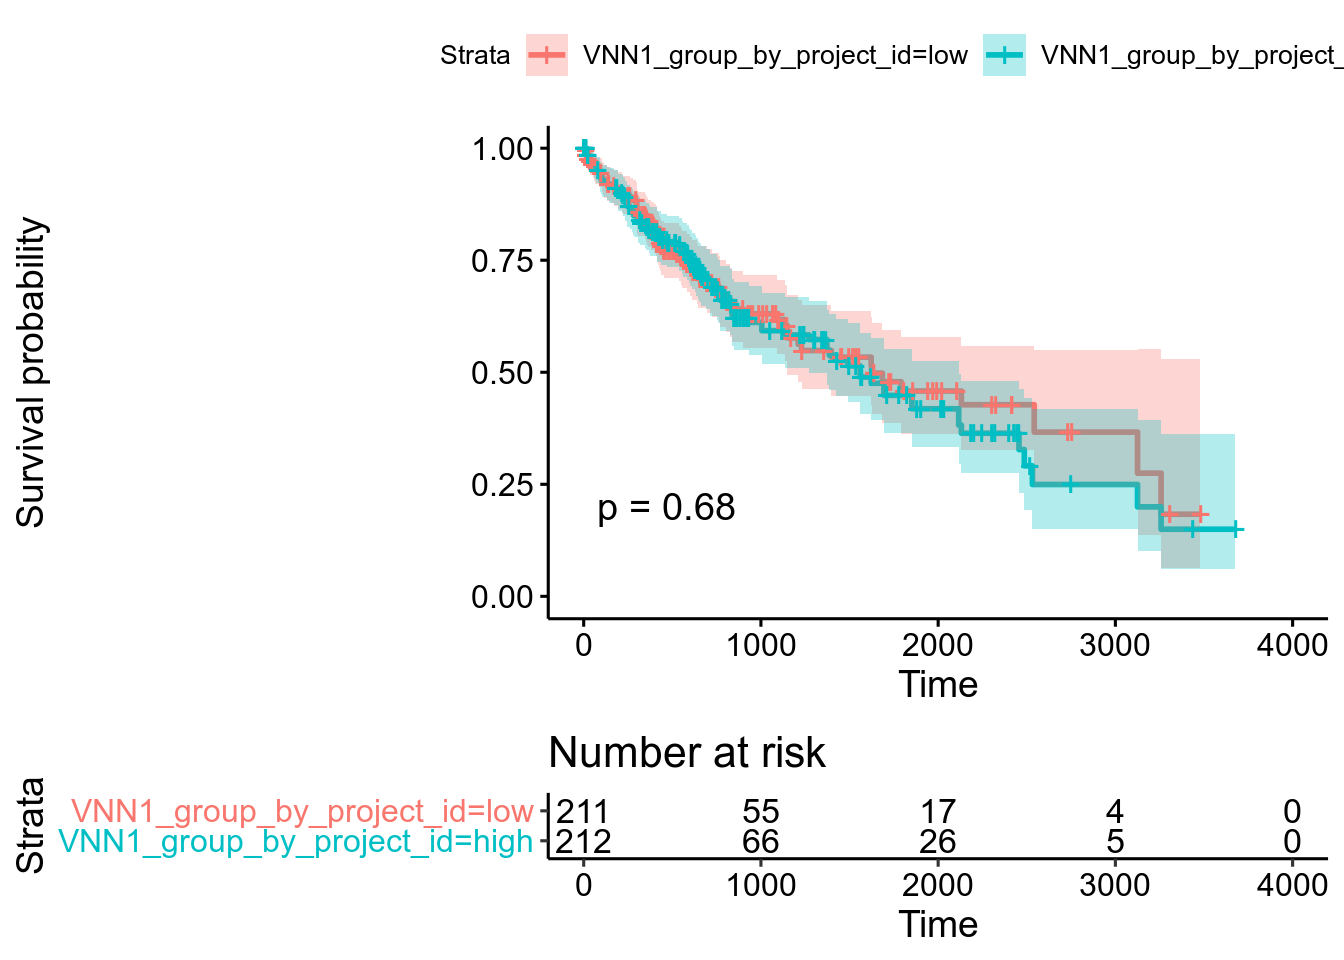 Strata VNN1_group_by_project_id=low VNN1_group_by_project_
Survival probability
1.00
0.75
0.50
0.25
0.00
p = 0.68
0 1000 2000 3000 4000
Time
Number at risk
Strata
VNN1_group_by_project_id=low 211 55 17 4 0
VNN1_group_by_project_id=high 212 66 26 5 0
0 1000 2000 3000 4000
Time